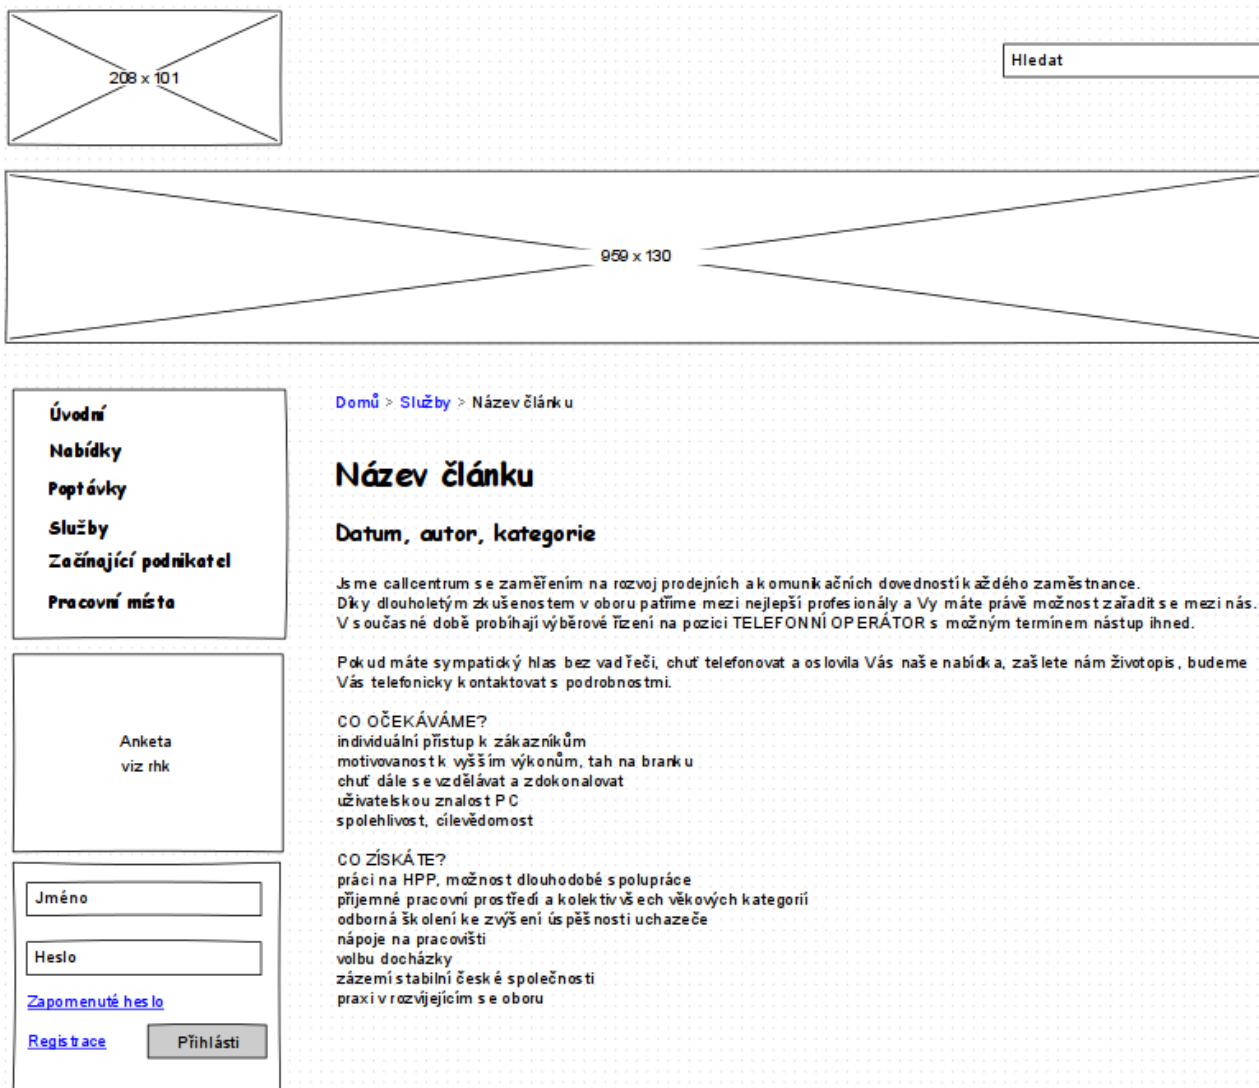 208 x 101
Hledat
959 x 130
Úvodní
Nabídky
Poptávky
Služby
Začínající podnikatel
Pracovní místa
Anketa
viz rhk
Jméno
Heslo
Zapomenuté heslo
Registrace
Přihlásti
Domů > Služby > Název článku
Název článku
Datum, autor, kategorie
Jsme callcentrum se zaměřením na rozvoj prodejních a komunikačních dovedností každého zaměstnance.
Díky dlouholetým zkušenostem v oboru patříme mezi nejlepší profesionály a Vy máte právě možnost zařadit se mezi nás.
V současné době probíhají výběrové řízení na pozici TELEFONNÍ OPERÁTOR s možným termínem nástup ihned.
Pokud máte sympatický hlas bez vad řeči, chuť telefonovat a oslovila Vás naše nabídka, zašlete nám životopis, budeme
Vás telefonicky kontaktovat s podrobnostmi.
CO OČEKÁVÁME?
individuální přístup k zákazníkům
motivovanost k vyšším výkonům, tah na branku
chuť dále se vzdělávat a zdokonalovat
uživatelskou znalost PC
spolehlivost, cílevědomost
CO ZÍSKÁTE?
práci na HPP, možnost dlouhodobé spolupráce
příjemné pracovní prostředí a kolektiv všech věkových kategorií
odborná školení ke zvýšení úspěšnosti uchazeče
nápoje na pracovišti
volbu docházky
zázemí stabilní české společnosti
praxi v rozvíjejícím se oboru